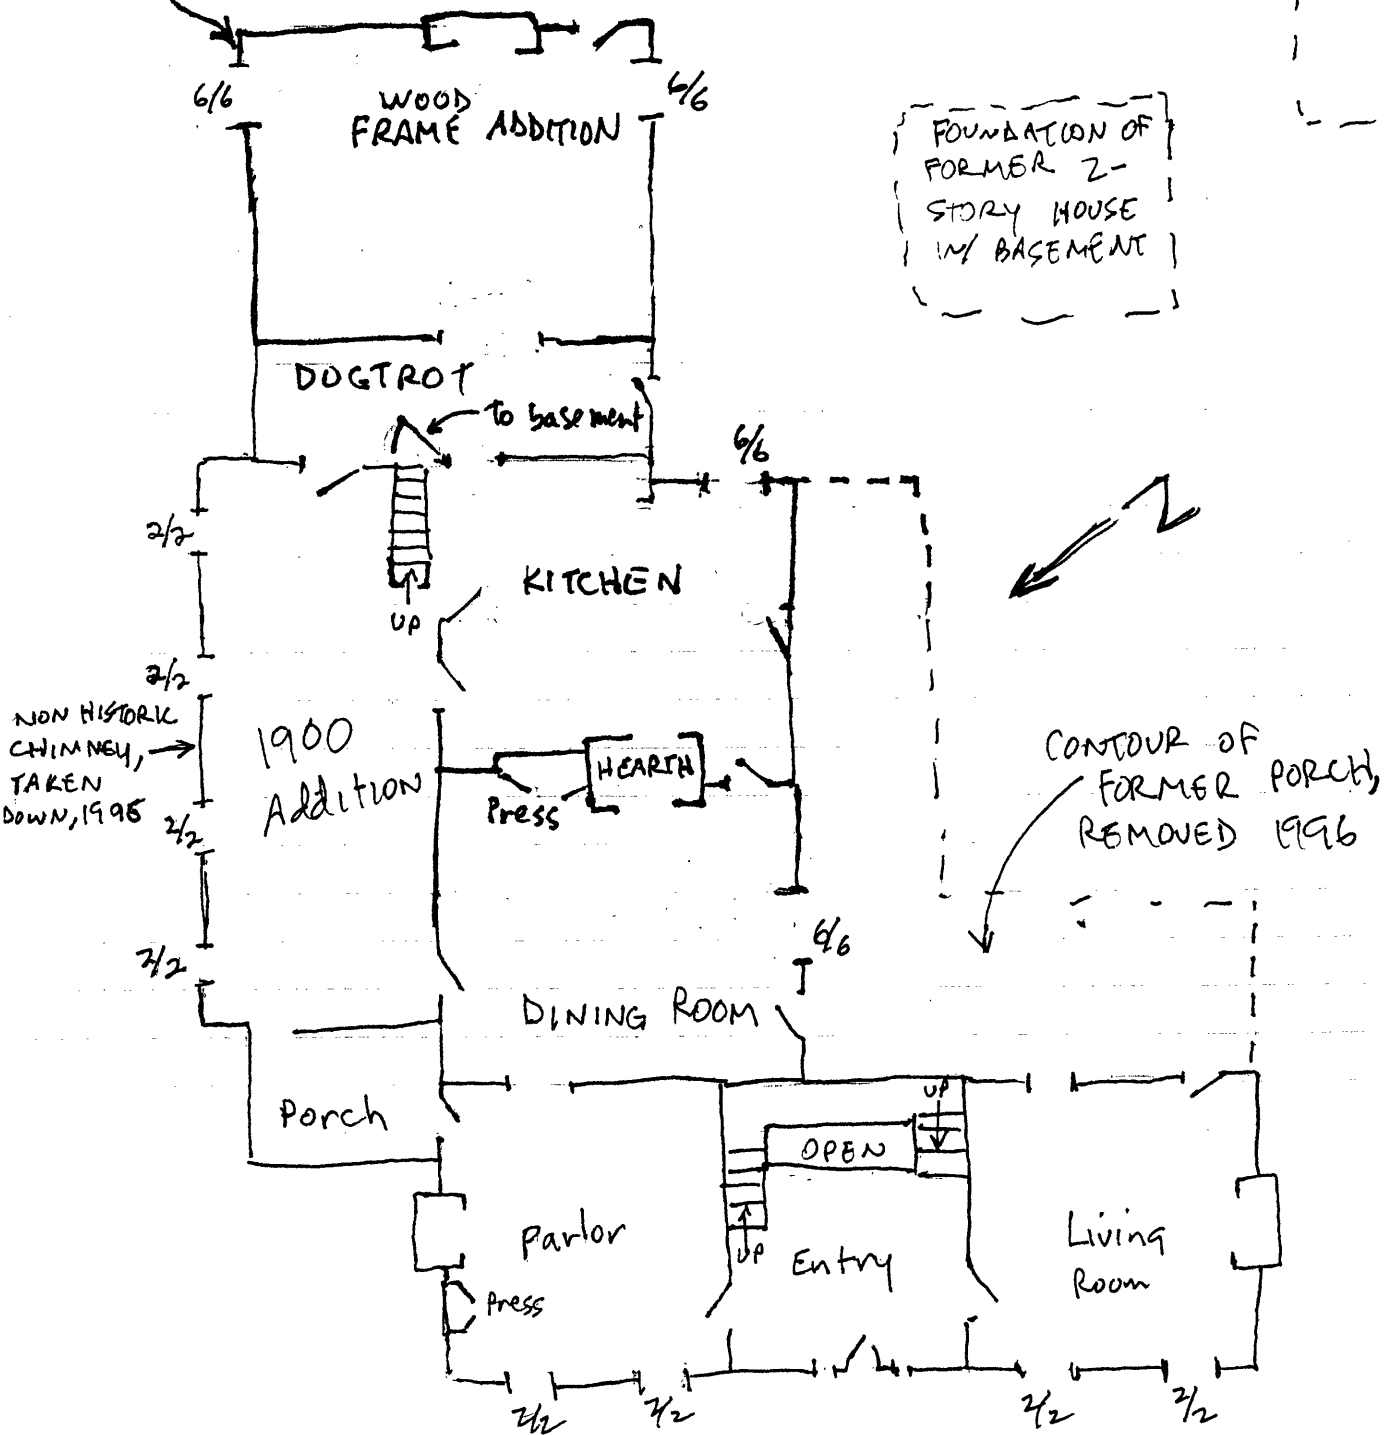 6/6
WOOD
FRAME ADDITION
6/6
FOUNDATION OF
FORMER 2-
STORY HOUSE
W/ BASEMENT
DOGTROT
To basement
6/6
2/2
KITCHEN
UP
2/2
NON HISTORIC
CHIMNEY,
TAKEN
DOWN, 1996
1900
Addition
HEARTH
Press
2/2
CONTOUR OF
FORMER PORCH,
REMOVED 1996
6/6
2/2
DINING ROOM
Porch
UP
OPEN
Parlor
UP
Entry
Living
Room
Press
2/2
2/2
2/2
2/2
N